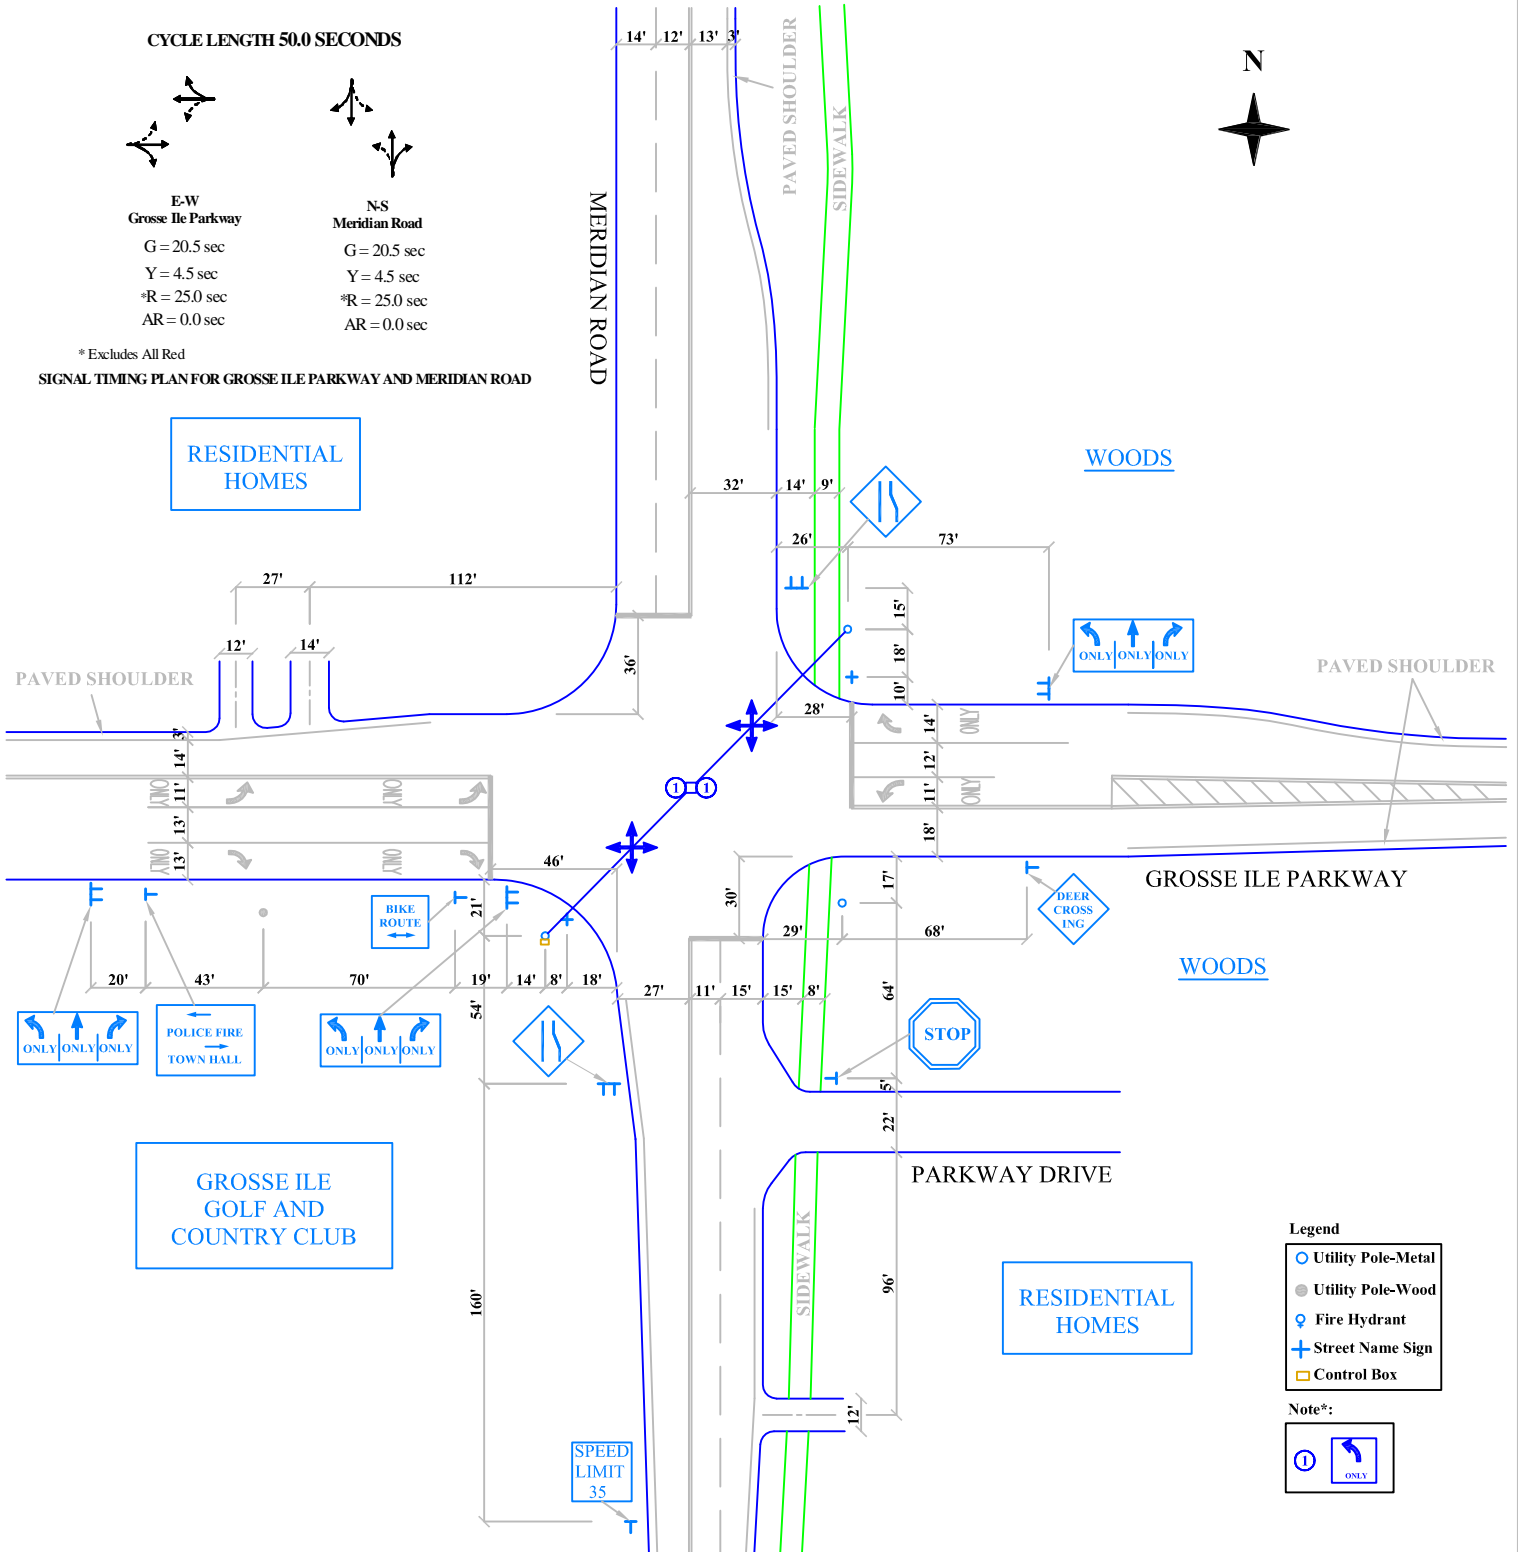 CYCLE LENGTH 50.0 SECONDS
E-W
Grosse Ile Parkway
G = 20.5 sec
Y = 4.5 sec
*R = 25.0 sec
AR = 0.0 sec
N-S
Meridian Road
G = 20.5 sec
Y = 4.5 sec
*R = 25.0 sec
AR = 0.0 sec
* Excludes All Red
SIGNAL TIMING PLAN FOR GROSSE ILE PARKWAY AND MERIDIAN ROAD
14' 12' 13' 3'
PAVED SHOULDER
SIDEWALK
N
MERIDIAN ROAD
RESIDENTIAL
HOMES
WOODS
32' 14' 9'
26' 73'
27' 112'
15'
18'
10'
12' 14'
36'
ONLY ONLY ONLY
PAVED SHOULDER
PAVED SHOULDER
28'
3'
14'
11'
13'
13'
ONLY ONLY
ONLY ONLY
14'
12'
11'
18'
ONLY
ONLY
1 1
46'
21'
30'
17'
GROSSE ILE PARKWAY
DEER
CROSS
ING
BIKE
ROUTE
29' 68'
WOODS
20' 43' 70' 19' 14' 8' 18'
27' 11' 15' 15' 8'
54'
64'
ONLY ONLY ONLY
POLICE FIRE
TOWN HALL
ONLY ONLY ONLY
STOP
5'
22'
PARKWAY DRIVE
GROSSE ILE
GOLF AND
COUNTRY CLUB
160'
SIDEWALK
96'
12'
RESIDENTIAL
HOMES
SPEED
LIMIT
35
Legend
Utility Pole-Metal
Utility Pole-Wood
Fire Hydrant
Street Name Sign
Control Box
Note*:
1
ONLY